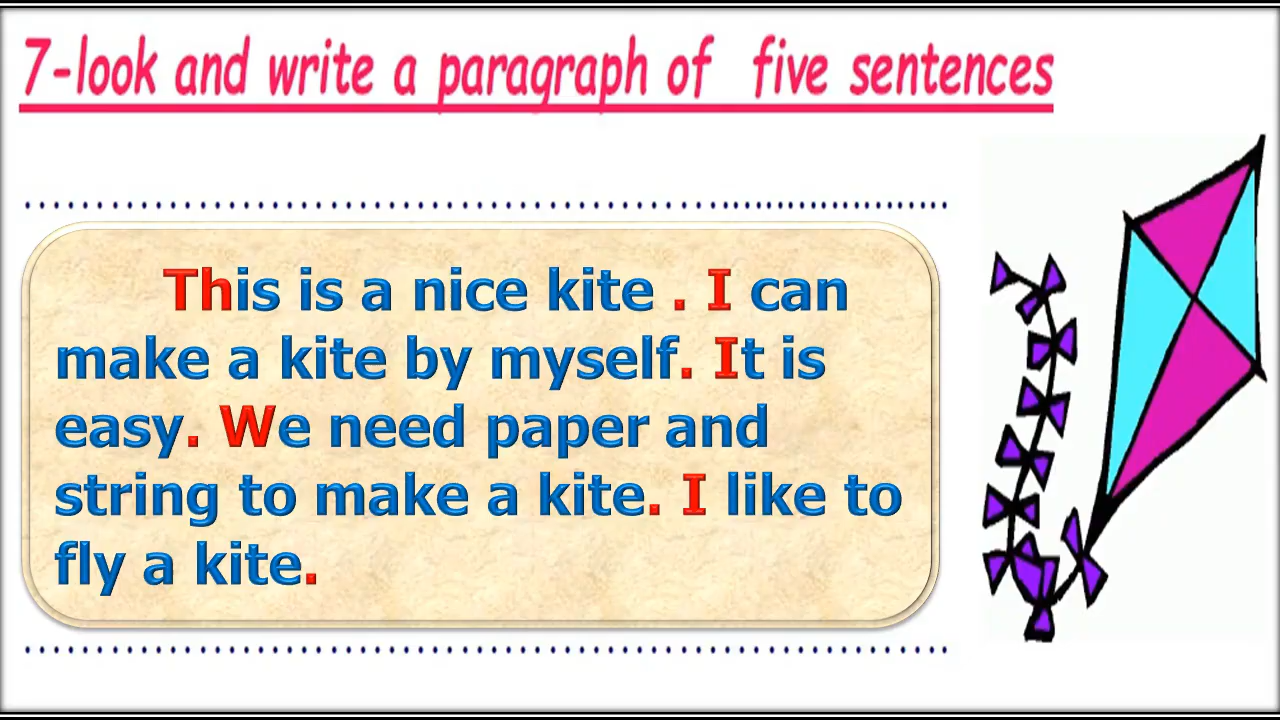 7-look and write a paragraph of five sentences
This is a nice kite . I can
make a kite by myself. It is
easy. We need paper and
string to make a kite. I like to
fly a kite.